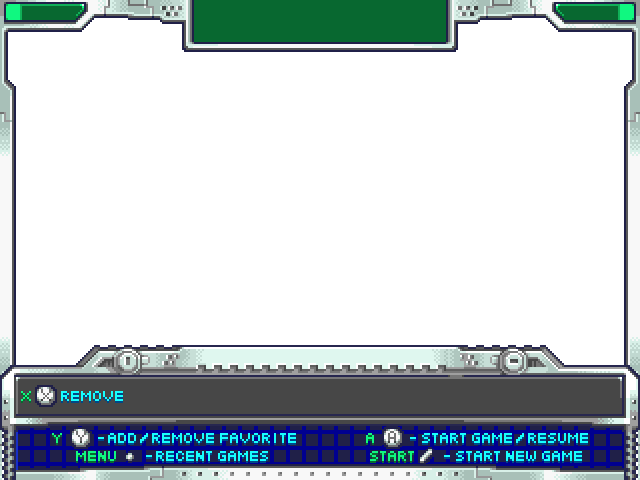 X X REMOVE
Y Y -ADD/REMOVE FAVORITE A A - START GAME/RESUME
MENU -RECENT GAMES START - START NEW GAME